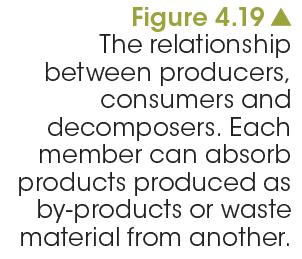 Figure 4.19 ▲
The relationship
between producers,
consumers and
decomposers. Each
member can absorb
products produced as
by-products or waste
material from another.